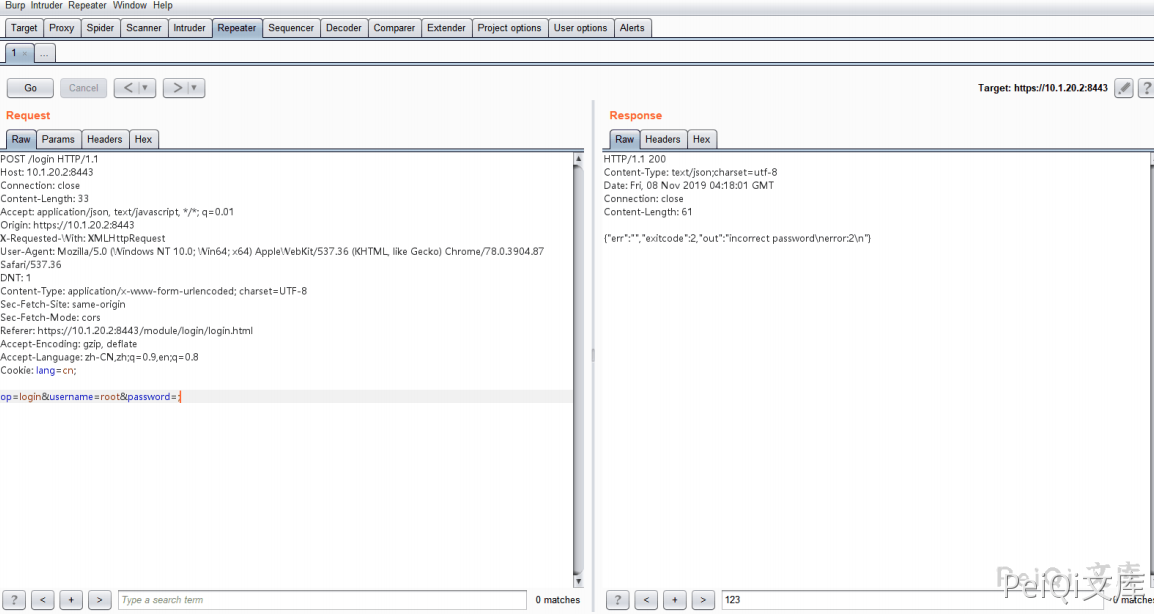 Burp Intruder Repeater Window Help
Target Proxy Spider Scanner Intruder Repeater Sequencer Decoder Comparer Extender Project options User options Alerts
1 × ...
Go Cancel < ▼ > ▼ Target: https://10.1.20.2:8443 ?
Request
Raw Params Headers Hex
POST /login HTTP/1.1
Host: 10.1.20.2:8443
Connection: close
Content-Length: 33
Accept: application/json, text/javascript, */*; q=0.01
Origin: https://10.1.20.2:8443
X-Requested-With: XMLHttpRequest
User-Agent: Mozilla/5.0 (Windows NT 10.0; Win64; x64) AppleWebKit/537.36 (KHTML, like Gecko) Chrome/78.0.3904.87
Safari/537.36
DNT: 1
Content-Type: application/x-www-form-urlencoded; charset=UTF-8
Sec-Fetch-Site: same-origin
Sec-Fetch-Mode: cors
Referer: https://10.1.20.2:8443/module/login/login.html
Accept-Encoding: gzip, deflate
Accept-Language: zh-CN,zh;q=0.9,en;q=0.8
Cookie: lang=cn;
op=login&username=root&password=;
? < + > Type a search term 0 matches
Response
Raw Headers Hex
HTTP/1.1 200
Content-Type: text/json;charset=utf-8
Date: Fri, 08 Nov 2019 04:18:01 GMT
Connection: close
Content-Length: 61
{"err":"","exitcode":2,"out":"incorrect password\nerror:2\n"}
? < + > 123 0 matches
PeiQi文库
PeiQi文库